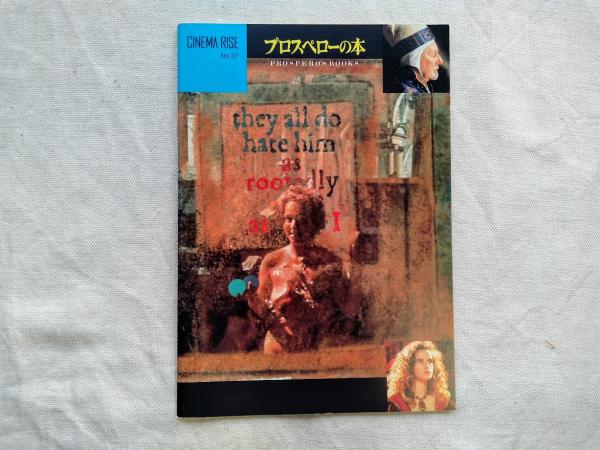 CINEMA RISE
No.37
プロスペローの本
PROSPERO'S BOOKS
they all do
hate him
as
rootedly
as I